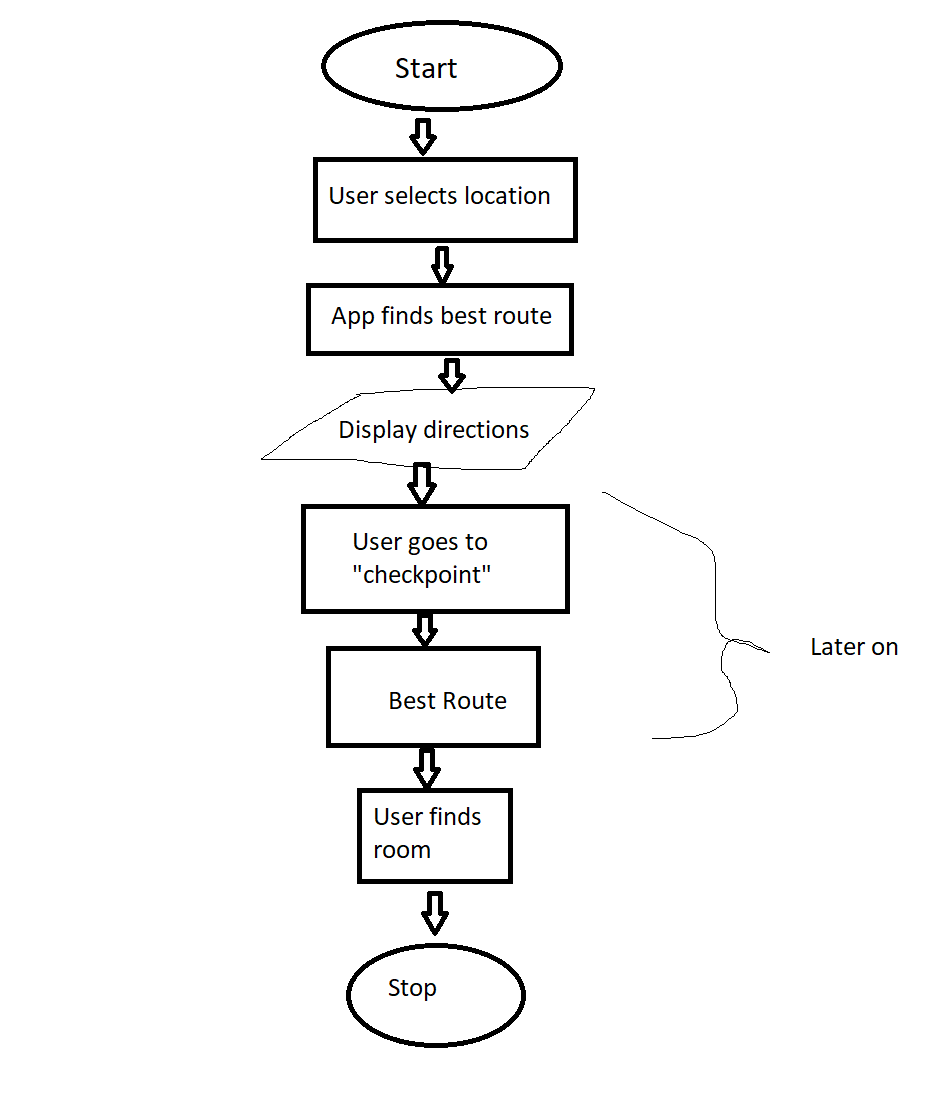 Start
User selects location
App finds best route
Display directions
User goes to
"checkpoint"
Later on
Best Route
User finds
room
Stop